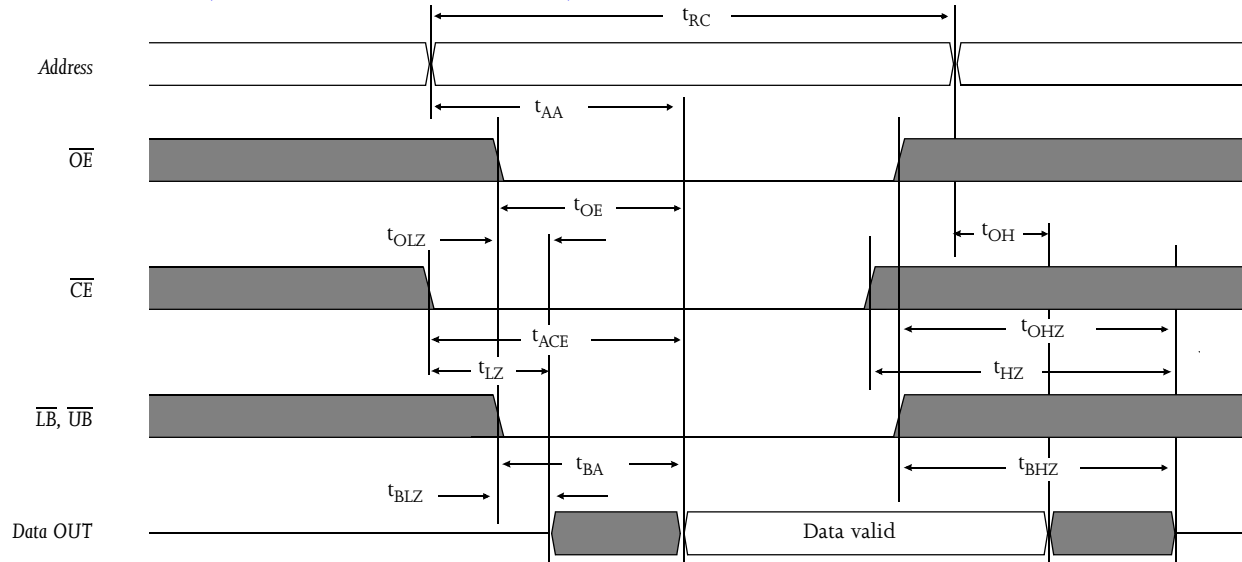 tRC
Address
tAA
OE
tOE
tOLZ
tOH
CE
tACE
tOHZ
tLZ
tHZ
LB, UB
tBA
tBHZ
tBLZ
Data OUT
Data valid